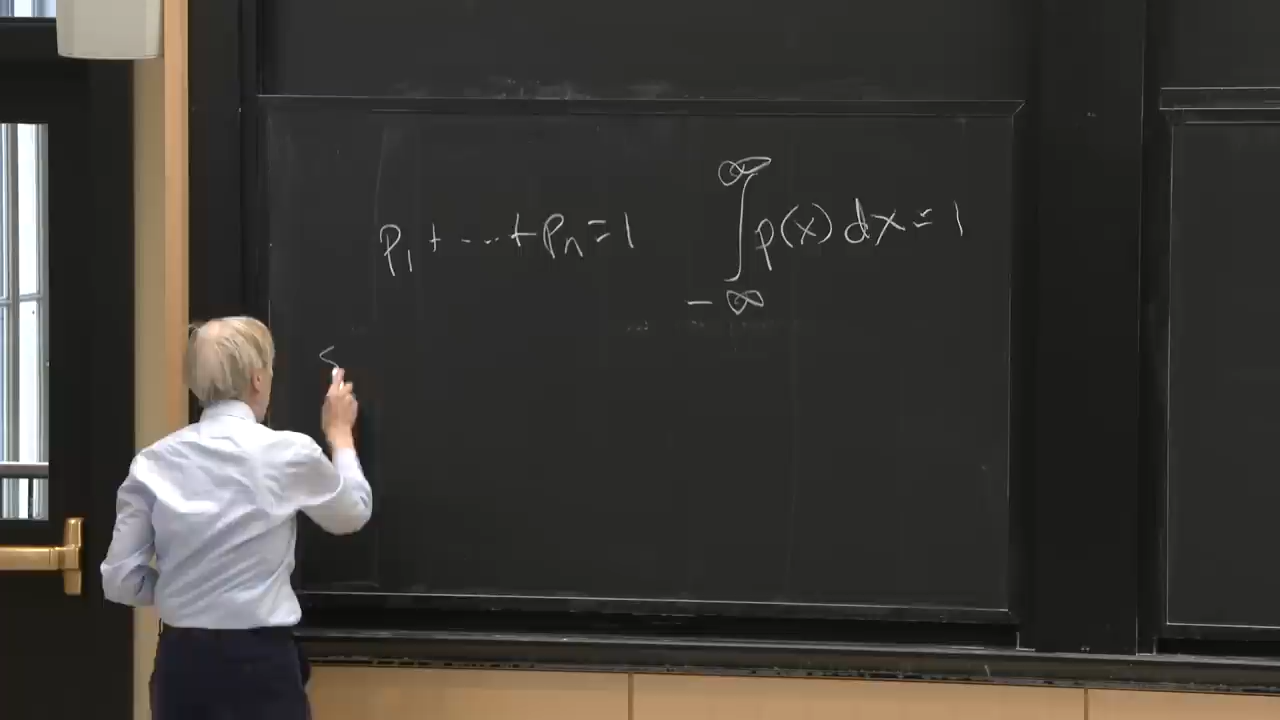 p₁ + ... + pₙ = 1
∫_{-∞}^{∞} p(x) dx = 1